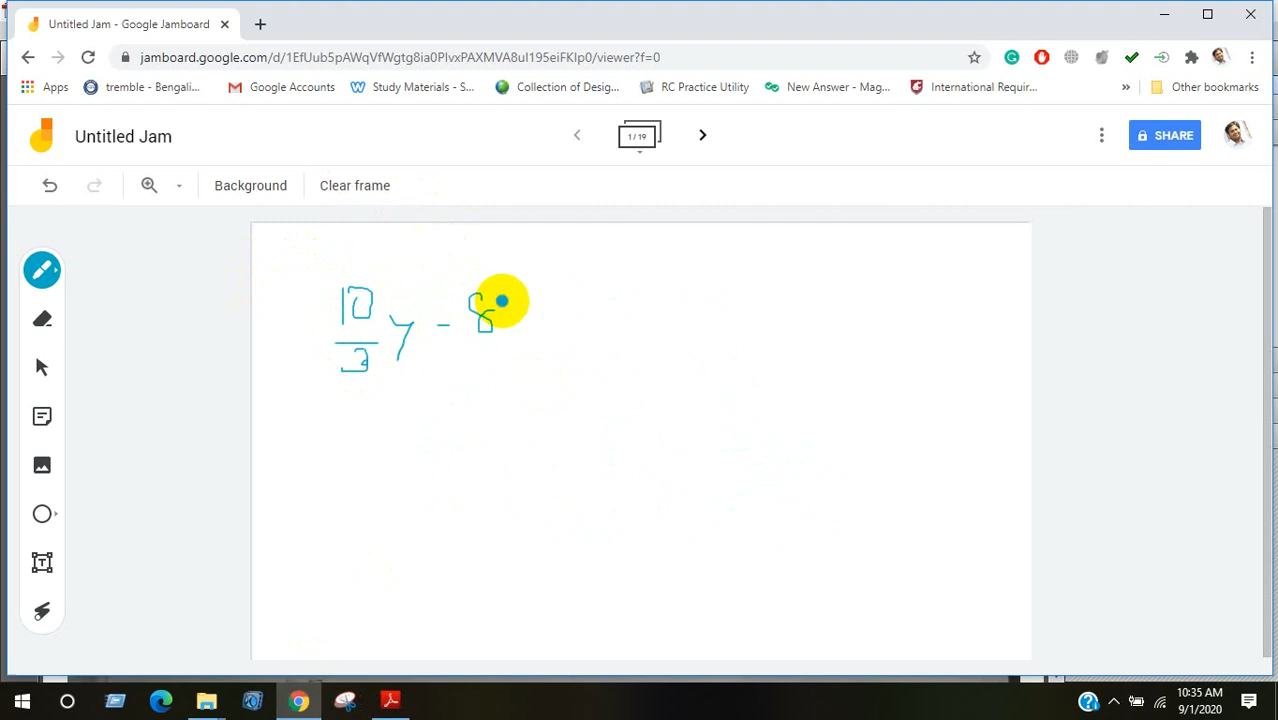 Untitled Jam - Google Jamboard
jamboard.google.com/d/1EfUub5pAWgVfWgtg8ia0PIvxPAXMVA8uI195eiFKIp0/viewer?f=0
Apps tremble - Bengali... Google Accounts Study Materials - S... Collection of Desig... RC Practice Utility New Answer - Mag... International Requir... » Other bookmarks
Untitled Jam 1 / 19 SHARE
Background Clear frame
10/3 y - 8
10:35 AM
9/1/2020